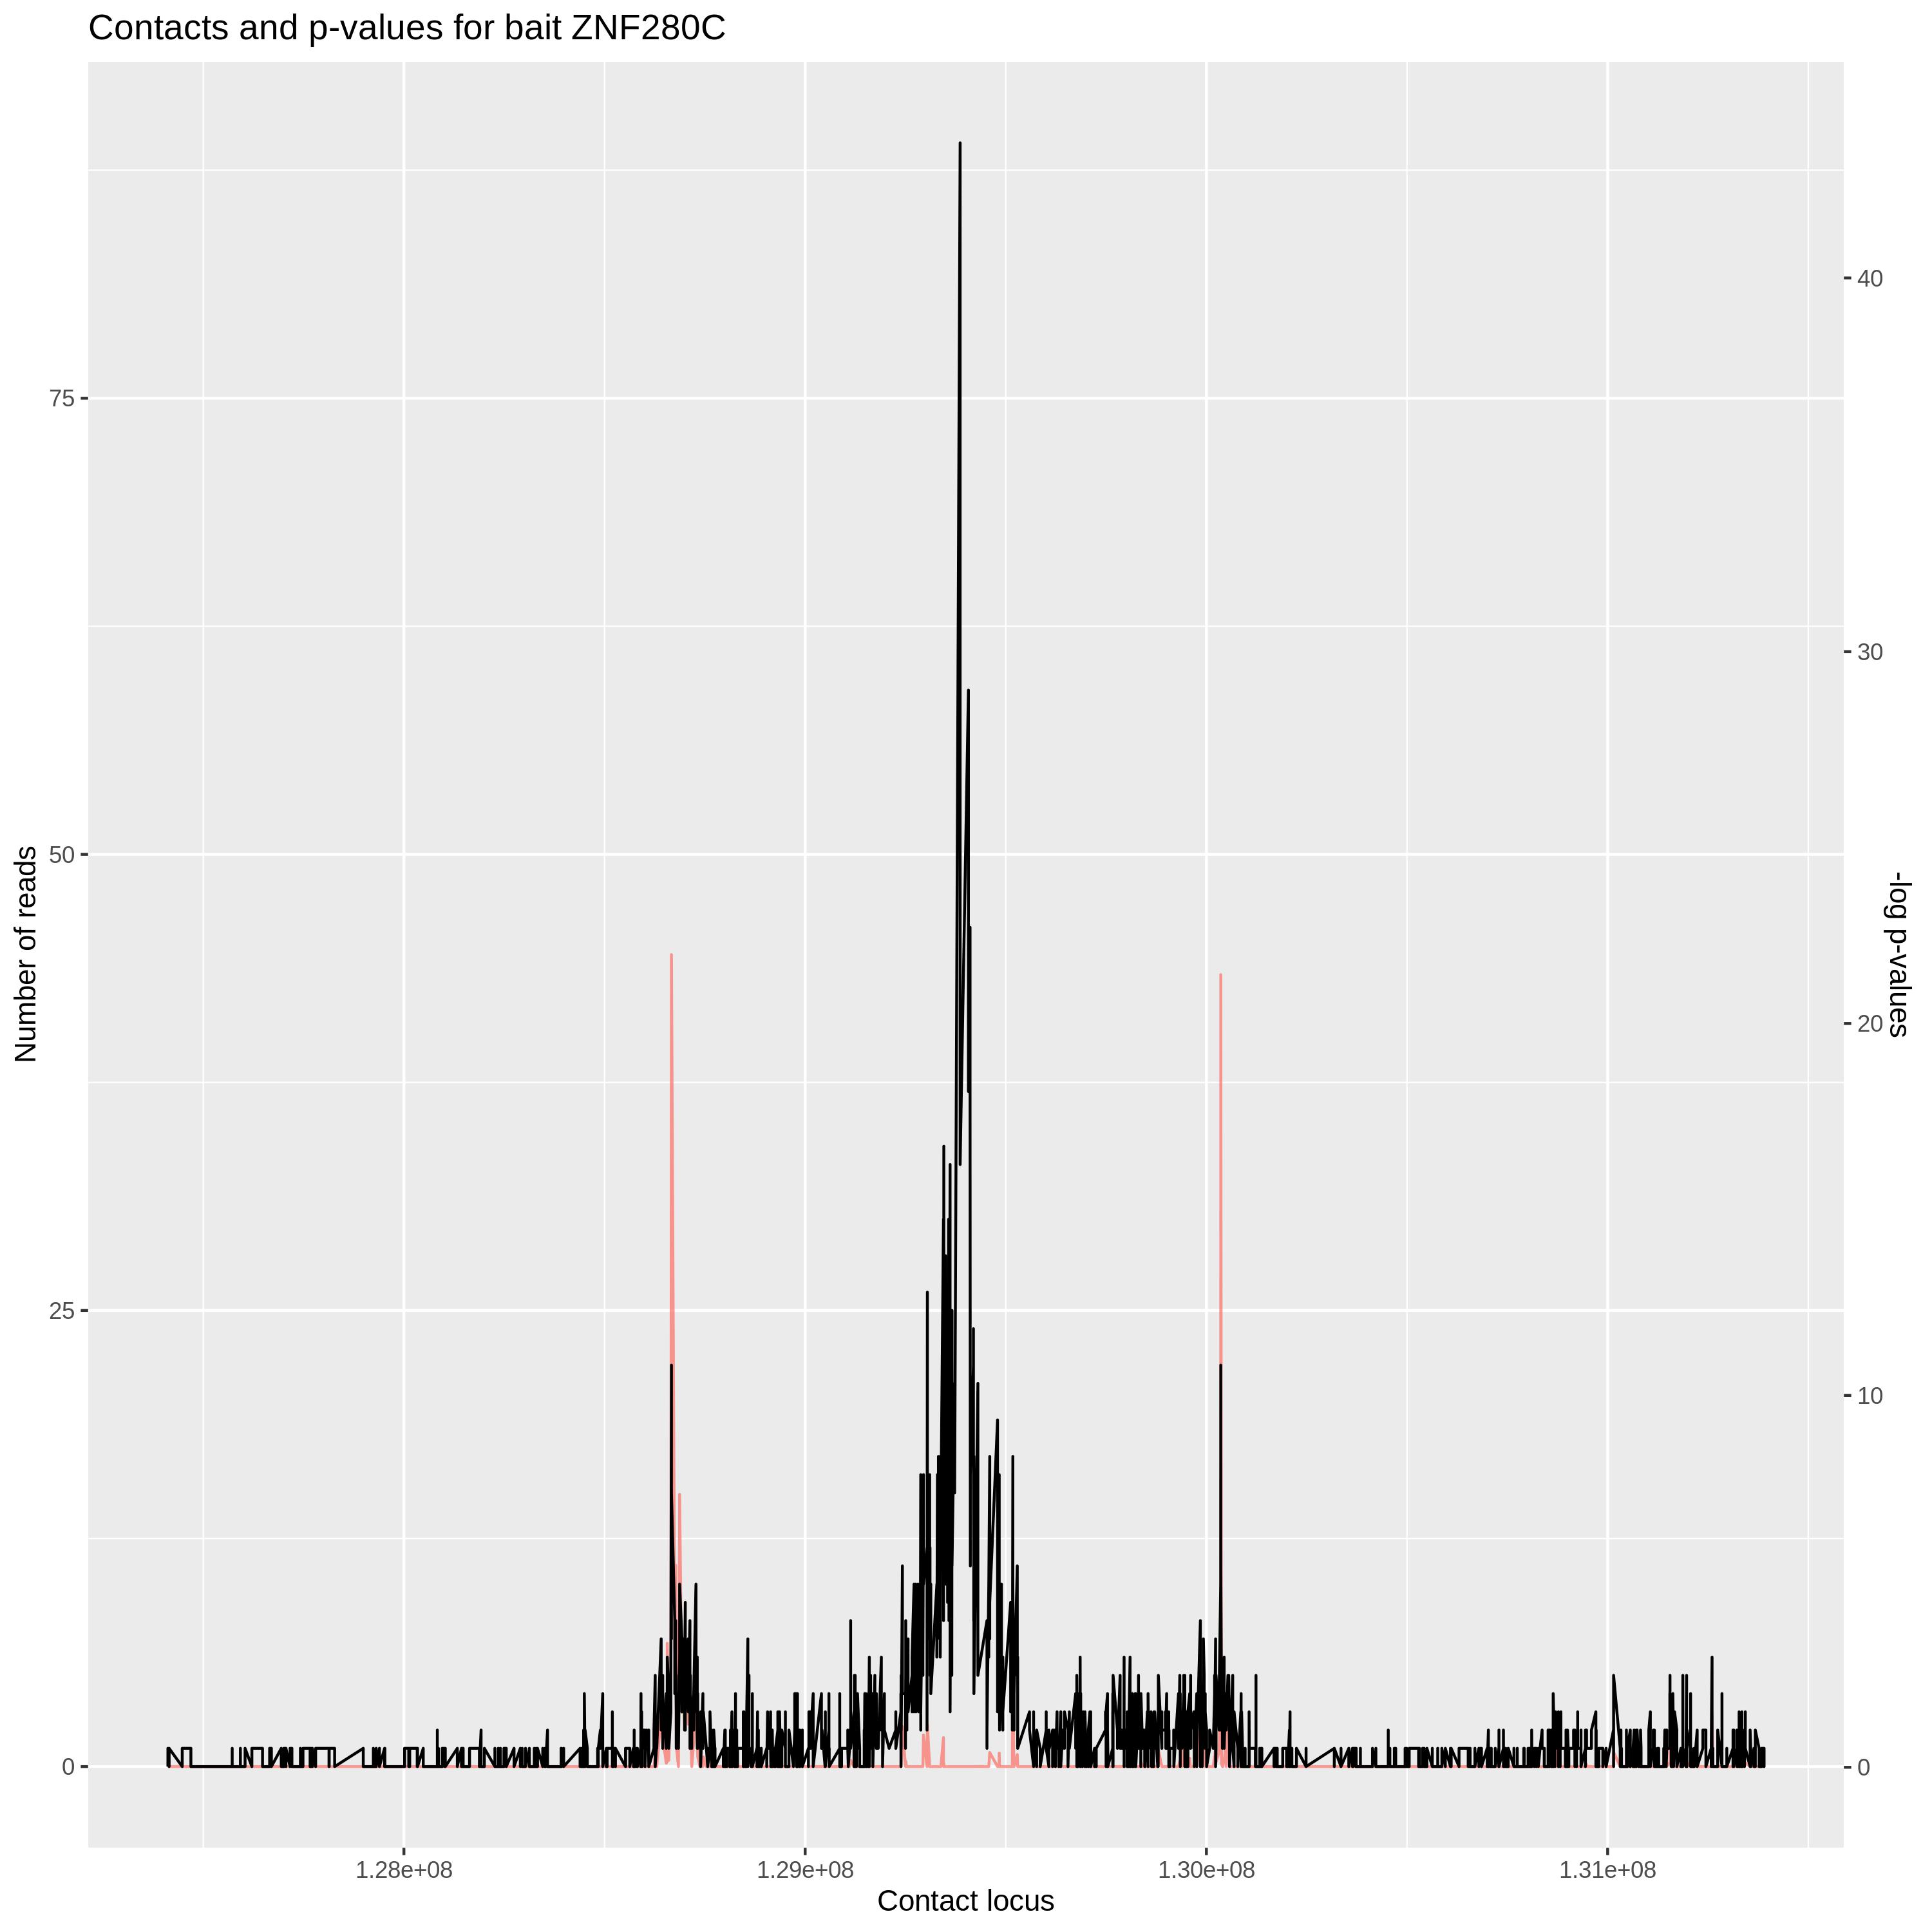 Contacts and p-values for bait ZNF280C
Number of reads
75
50
25
0
40
30
20
10
0
-log p-values
1.28e+08
1.29e+08
1.30e+08
1.31e+08
Contact locus